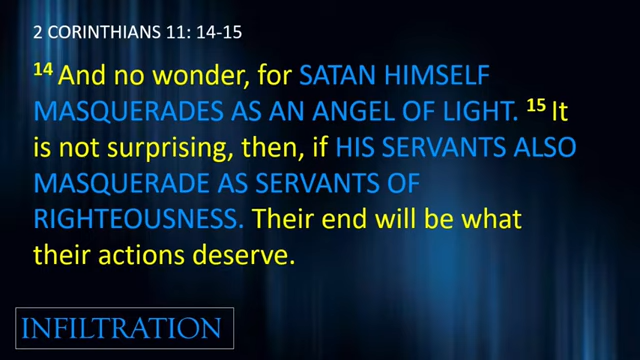 2 CORINTHIANS 11: 14-15
14 And no wonder, for SATAN HIMSELF
MASQUERADES AS AN ANGEL OF LIGHT. 15 It
is not surprising, then, if HIS SERVANTS ALSO
MASQUERADE AS SERVANTS OF
RIGHTEOUSNESS. Their end will be what
their actions deserve.
INFILTRATION